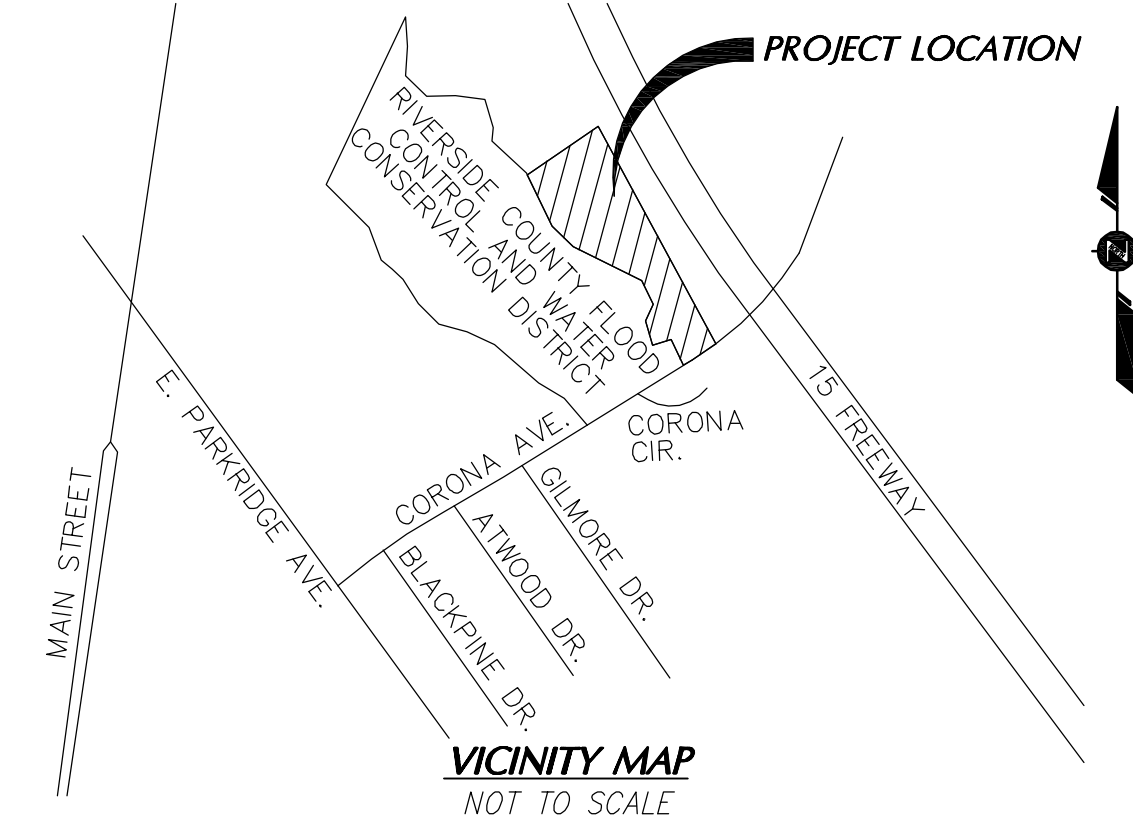 PROJECT LOCATION
RIVERSIDE COUNTY FLOOD
CONTROL AND WATER
CONSERVATION DISTRICT
15 FREEWAY
CORONA
CIR.
CORONA AVE.
E. PARKRIDGE AVE.
MAIN STREET
GILMORE DR.
ATWOOD DR.
BLACKPINE DR.
VICINITY MAP
NOT TO SCALE